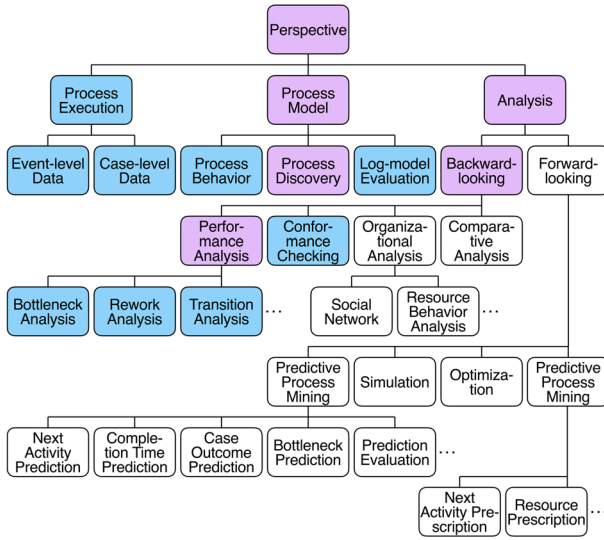 Perspective
Process
Execution
Process
Model
Analysis
Event-level
Data
Case-level
Data
Process
Behavior
Process
Discovery
Log-model
Evaluation
Backward-
looking
Forward-
looking
Perfor-
mance
Analysis
Confor-
mance
Checking
Organiza-
tional
Analysis
Compara-
tive
Analysis
Bottleneck
Analysis
Rework
Analysis
Transition
Analysis
...
Social
Network
Resource
Behavior
Analysis
...
Predictive
Process
Mining
Simulation
Optimiza-
tion
Predictive
Process
Mining
Next
Activity
Prediction
Comple-
tion Time
Prediction
Case
Outcome
Prediction
Bottleneck
Prediction
Prediction
Evaluation
...
Next
Activity Pre-
scription
Resource
Prescription
...